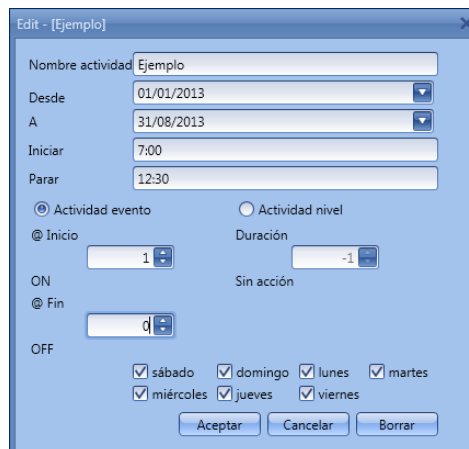 Edit - [Ejemplo]
Nombre actividad Ejemplo
Desde 01/01/2013
A 31/08/2013
Iniciar 7:00
Parar 12:30
Actividad evento Actividad nivel
@ Inicio Duración
1 -1
ON Sin acción
@ Fin
0
OFF
sábado domingo lunes martes
miércoles jueves viernes
Aceptar Cancelar Borrar